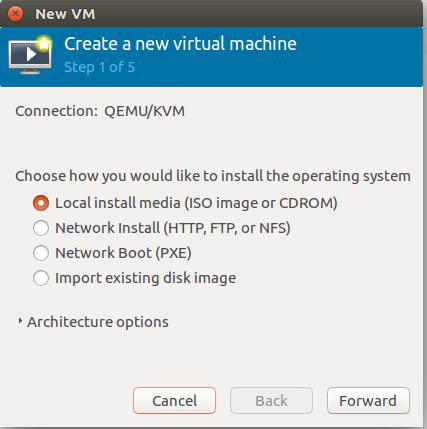 New VM
Create a new virtual machine
Step 1 of 5
Connection: QEMU/KVM
Choose how you would like to install the operating system
Local install media (ISO image or CDROM)
Network Install (HTTP, FTP, or NFS)
Network Boot (PXE)
Import existing disk image
Architecture options
Cancel Back Forward